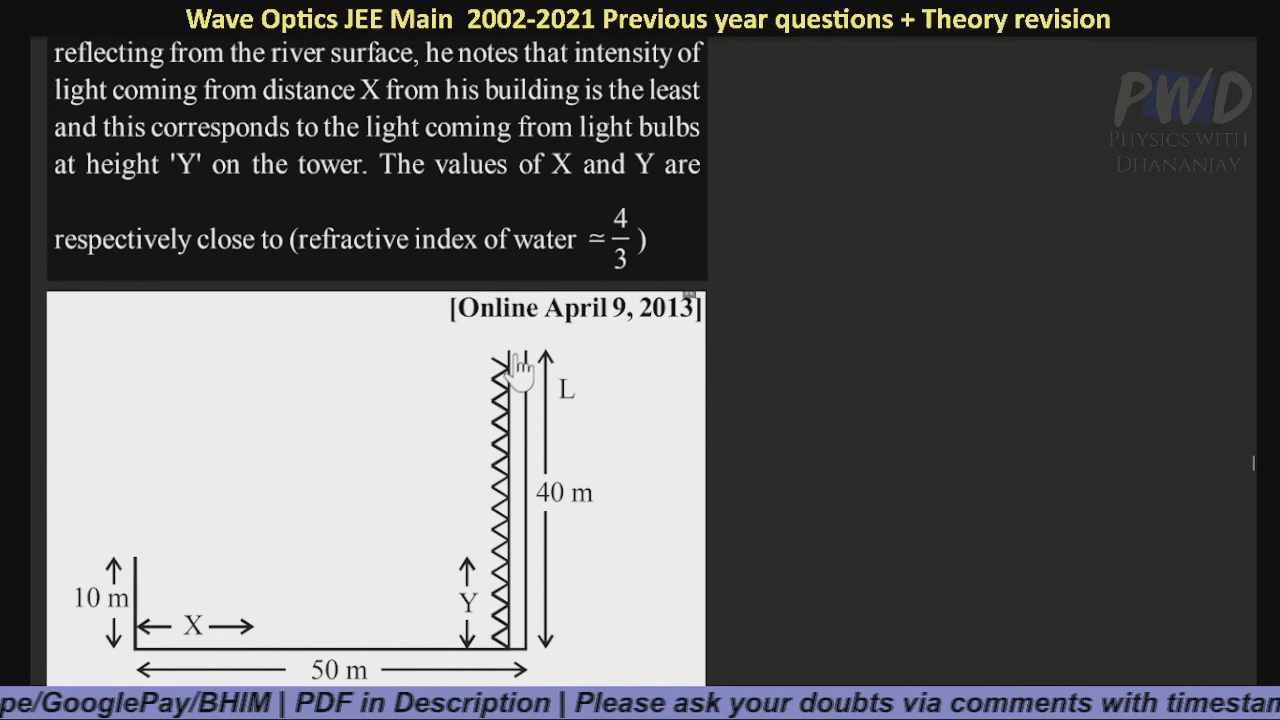 Wave Optics JEE Main 2002-2021 Previous year questions + Theory revision
reflecting from the river surface, he notes that intensity of
light coming from distance X from his building is the least
and this corresponds to the light coming from light bulbs
at height 'Y' on the tower. The values of X and Y are
respectively close to (refractive index of water ≃ 4/3 )
[Online April 9, 2013]
L
40 m
10 m
X
Y
50 m
PWD
PHYSICS WITH
DHANANJAY
pe/GooglePay/BHIM | PDF in Description | Please ask your doubts via comments with timestan